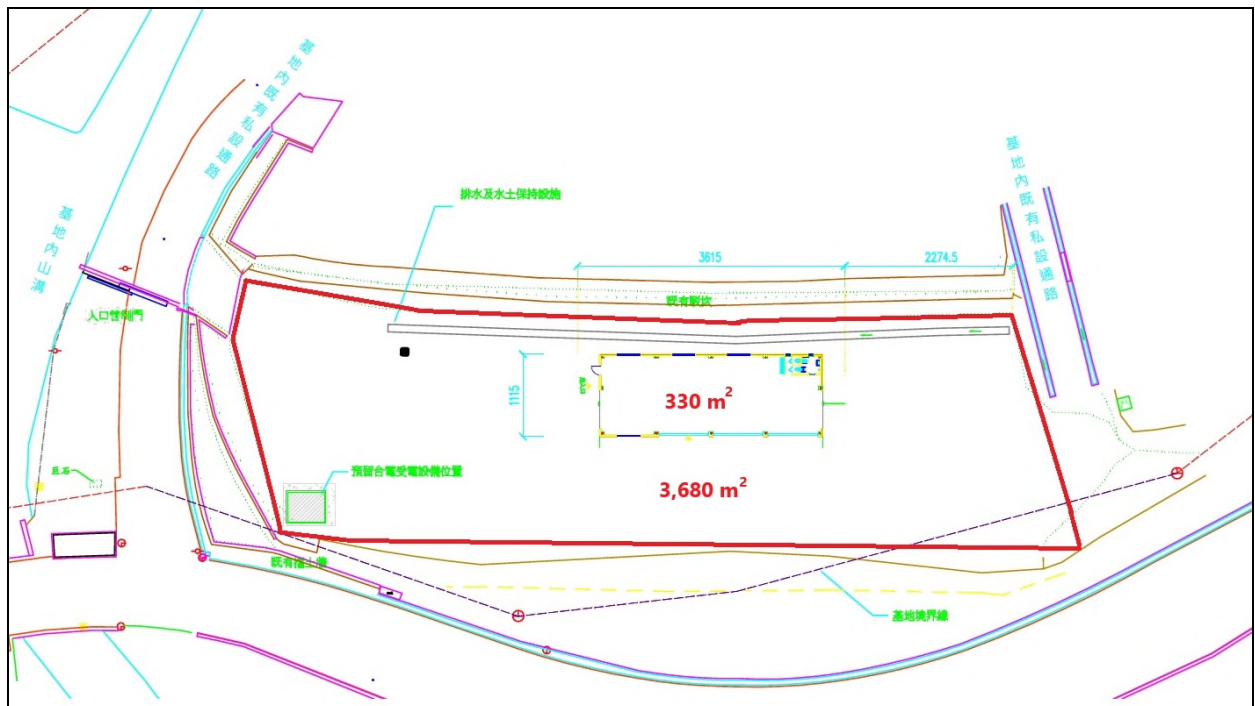 基地內既有私設通路
基地內既有私設通路
基地內山溝
排水及水土保持設施
3615
2274.5
既有駁坎
入口管制門
1115
330 m²
3,680 m²
預留台電受電設備位置
巨石
既有擋土牆
基地境界線